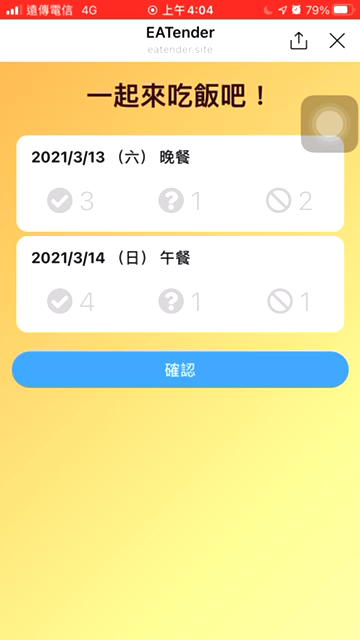 遠傳電信 4G 上午4:04 79%
EATender
eatender.site
一起來吃飯吧！
2021/3/13 （六） 晚餐
3 1 2
2021/3/14 （日） 午餐
4 1 1
確認